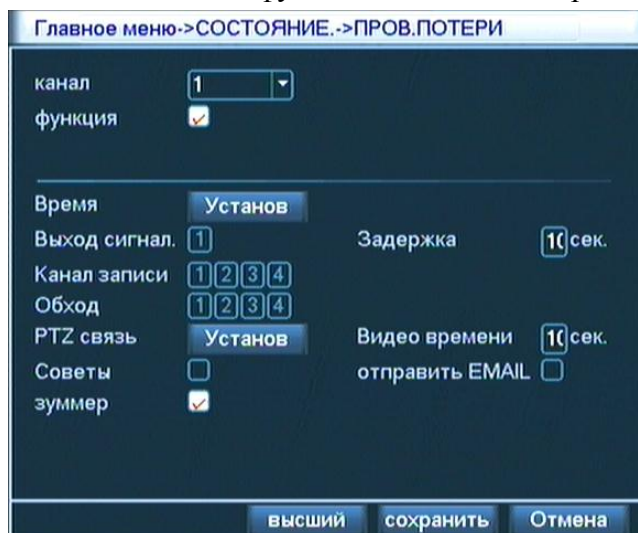 Главное меню->СОСТОЯНИЕ.->ПРОВ.ПОТЕРИ
канал 1
функция
Время Установ
Выход сигнал. 1 Задержка 10 сек.
Канал записи 1 2 3 4
Обход 1 2 3 4
PTZ связь Установ Видео времени 10 сек.
Советы отправить EMAIL
зуммер
высший сохранить Отмена